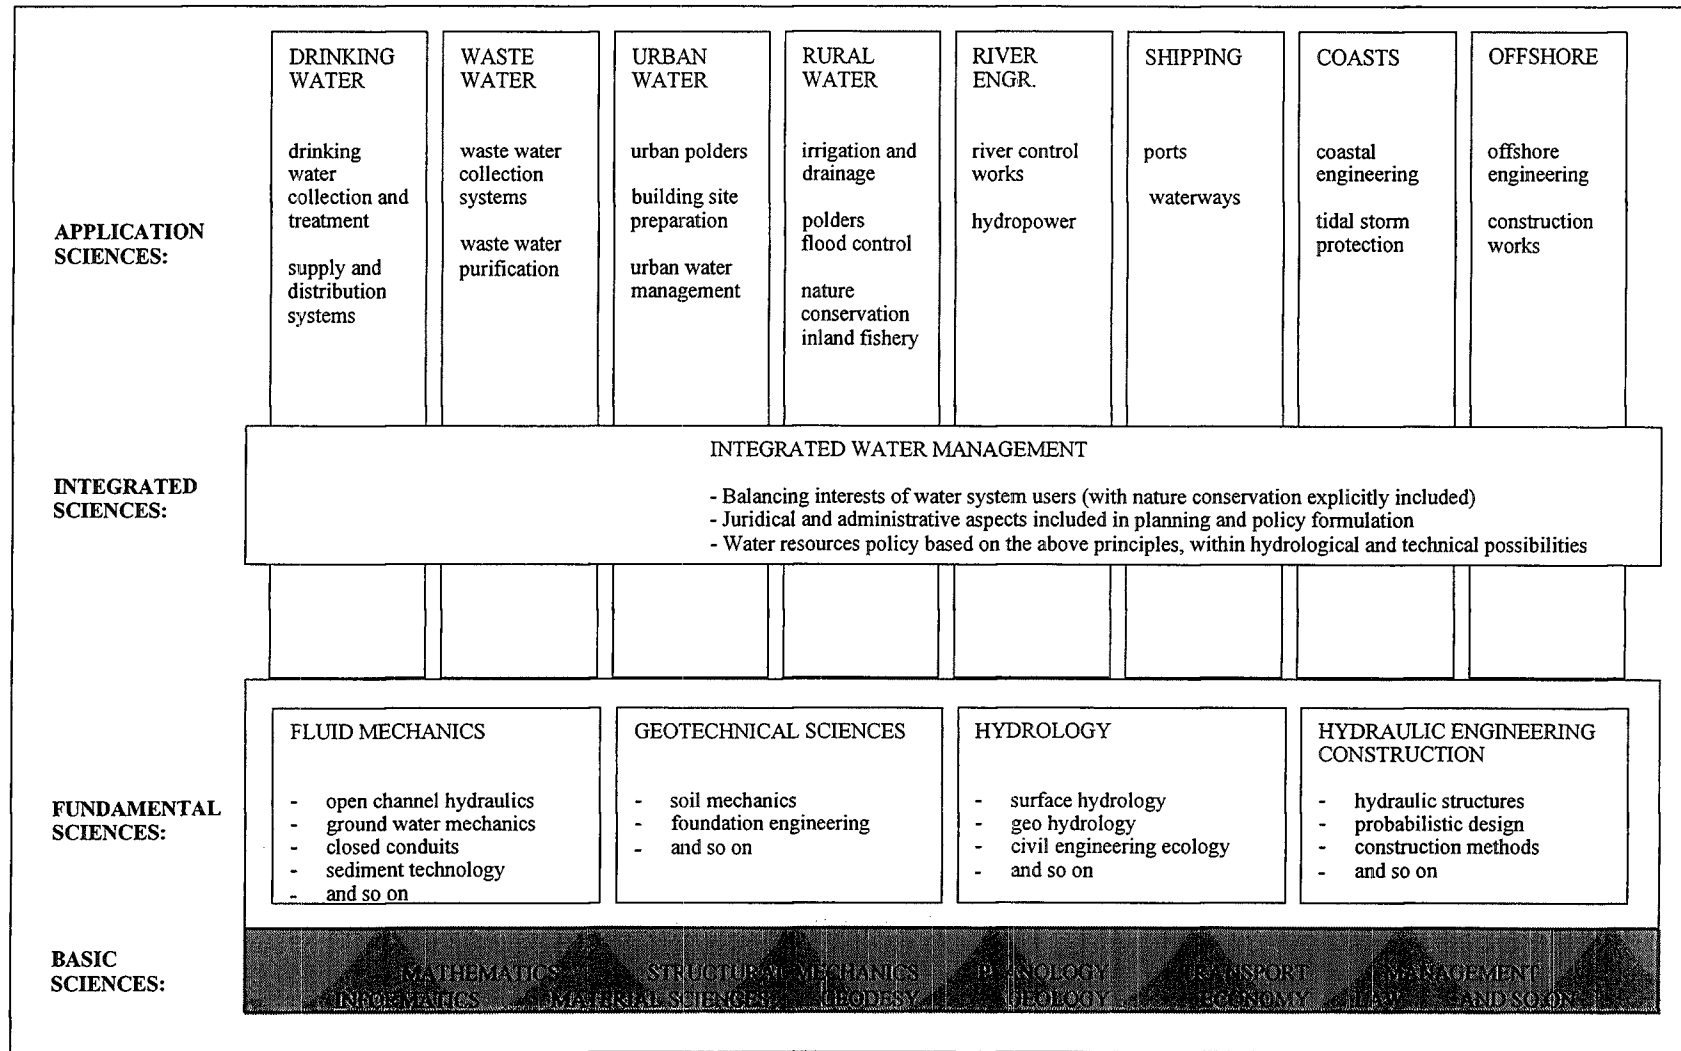 DRINKING
WATER
drinking
water
collection and
treatment
supply and
distribution
systems
WASTE
WATER
waste water
collection
systems
waste water
purification
URBAN
WATER
urban polders
building site
preparation
urban water
management
RURAL
WATER
irrigation and
drainage
polders
flood control
nature
conservation
inland fishery
RIVER
ENGR.
river control
works
hydropower
SHIPPING
ports
waterways
COASTS
coastal
engineering
tidal storm
protection
OFFSHORE
offshore
engineering
construction
works
APPLICATION
SCIENCES:
INTEGRATED
SCIENCES:
INTEGRATED WATER MANAGEMENT
- Balancing interests of water system users (with nature conservation explicitly included)
- Juridical and administrative aspects included in planning and policy formulation
- Water resources policy based on the above principles, within hydrological and technical possibilities
FUNDAMENTAL
SCIENCES:
FLUID MECHANICS
- open channel hydraulics
- ground water mechanics
- closed conduits
- sediment technology
- and so on
GEOTECHNICAL SCIENCES
- soil mechanics
- foundation engineering
- and so on
HYDROLOGY
- surface hydrology
- geo hydrology
- civil engineering ecology
- and so on
HYDRAULIC ENGINEERING
CONSTRUCTION
- hydraulic structures
- probabilistic design
- construction methods
- and so on
BASIC
SCIENCES:
MATHEMATICS STRUCTURAL MECHANICS TRANSPORT MANAGEMENT
INFORMATICS MATERIAL SCIENCES GEODESY GEOLOGY ECONOMY LAW AND SO ON